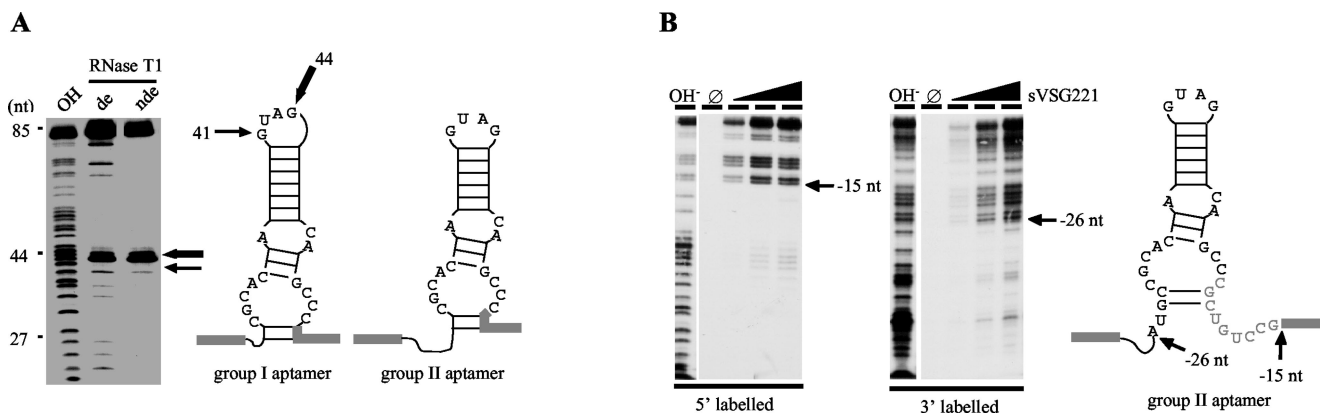 A
RNase T1
(nt)
OH
de
nde
85
44
27
44
41
G U A G
A
C A
A C
G C C C
C G C A
group I aptamer
G U A G
A
C A
A C
G C C C
C G C A
group II aptamer
B
OH⁻
∅
-15 nt
5' labelled
OH⁻
∅
sVSG221
-26 nt
3' labelled
G U A G
A
C A
A C
G C C G C U G U C C G
A U G C C G C A
-26 nt
-15 nt
group II aptamer